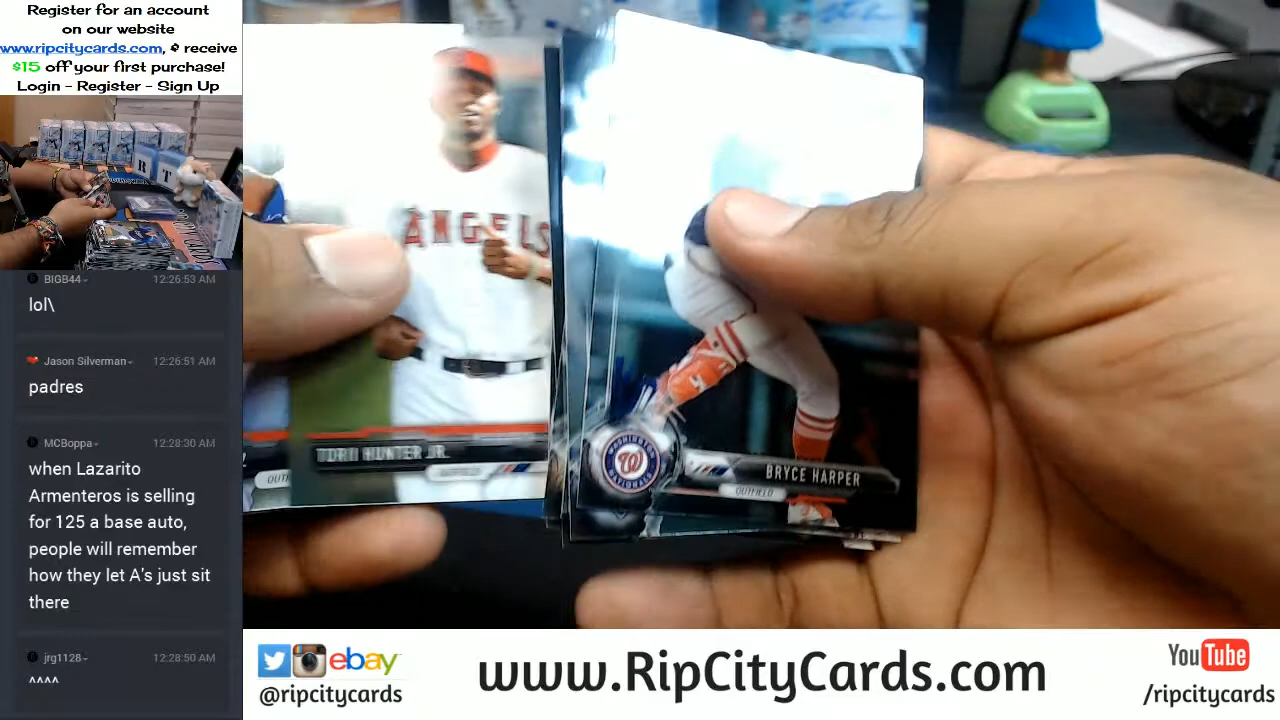 Register for an account
on our website
www.ripcitycards.com, & receive
$15 off your first purchase!
Login - Register - Sign Up
BIGB44
12:26:53 AM
lol\
Jason Silverman
12:26:51 AM
padres
MCBoppa
12:28:30 AM
when Lazarito
Armenteros is selling
for 125 a base auto,
people will remember
how they let A's just sit
there
jrg1128
12:28:50 AM
^^^^
ANGELS
TORII HUNTER JR.
OUTFIELD
WASHINGTON
NATIONALS
W
BRYCE HARPER
OUTFIELD
R T
ebay
@ripcitycards
www.RipCityCards.com
YouTube
/ripcitycards